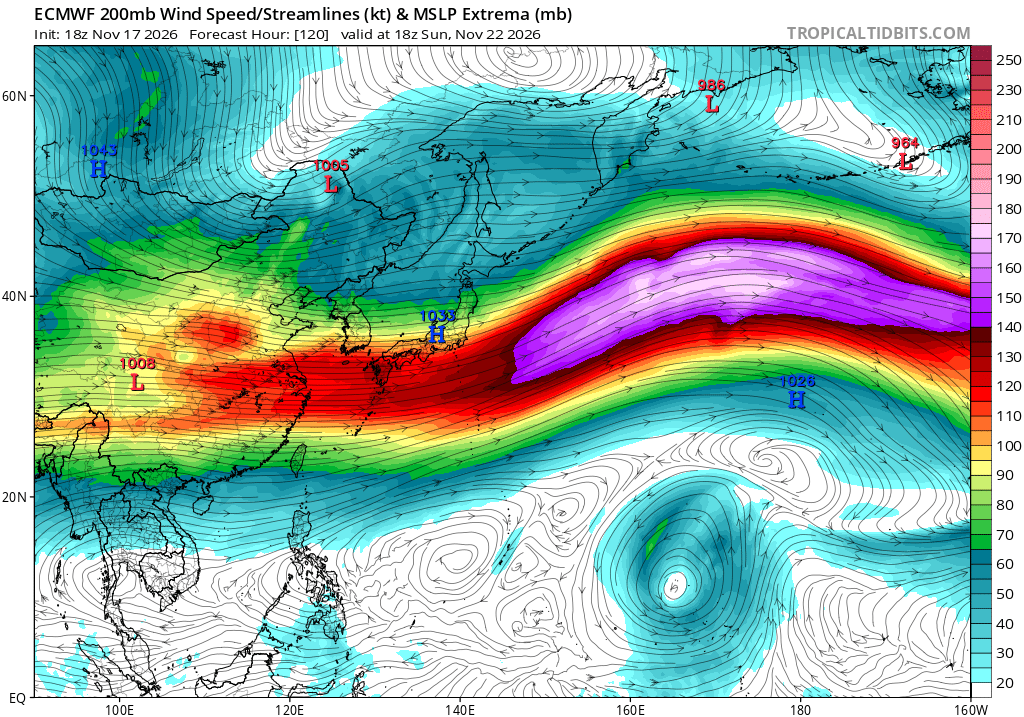 ECMWF 200mb Wind Speed/Streamlines (kt) & MSLP Extrema (mb)
Init: 18z Nov 17 2026 Forecast Hour: [120] valid at 18z Sun, Nov 22 2026
TROPICALTIDBITS.COM
60N
40N
20N
EQ
1043
H
1005
L
986
L
964
L
1033
H
1008
L
1026
H
100E
120E
140E
160E
180
160W
250
230
210
200
190
180
170
160
150
140
130
120
110
100
90
80
70
60
50
40
30
20